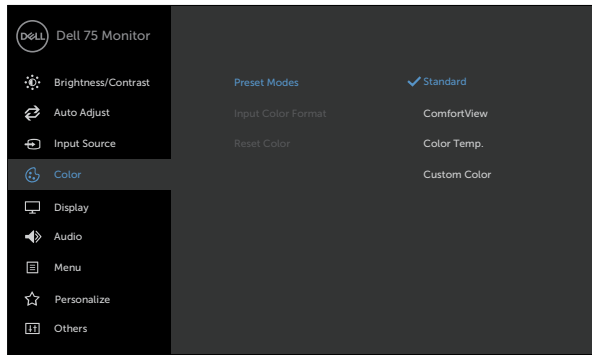 DELL Dell 75 Monitor
Brightness/Contrast Preset Modes Standard
Auto Adjust Input Color Format ComfortView
Input Source Reset Color Color Temp.
Color Custom Color
Display
Audio
Menu
Personalize
Others